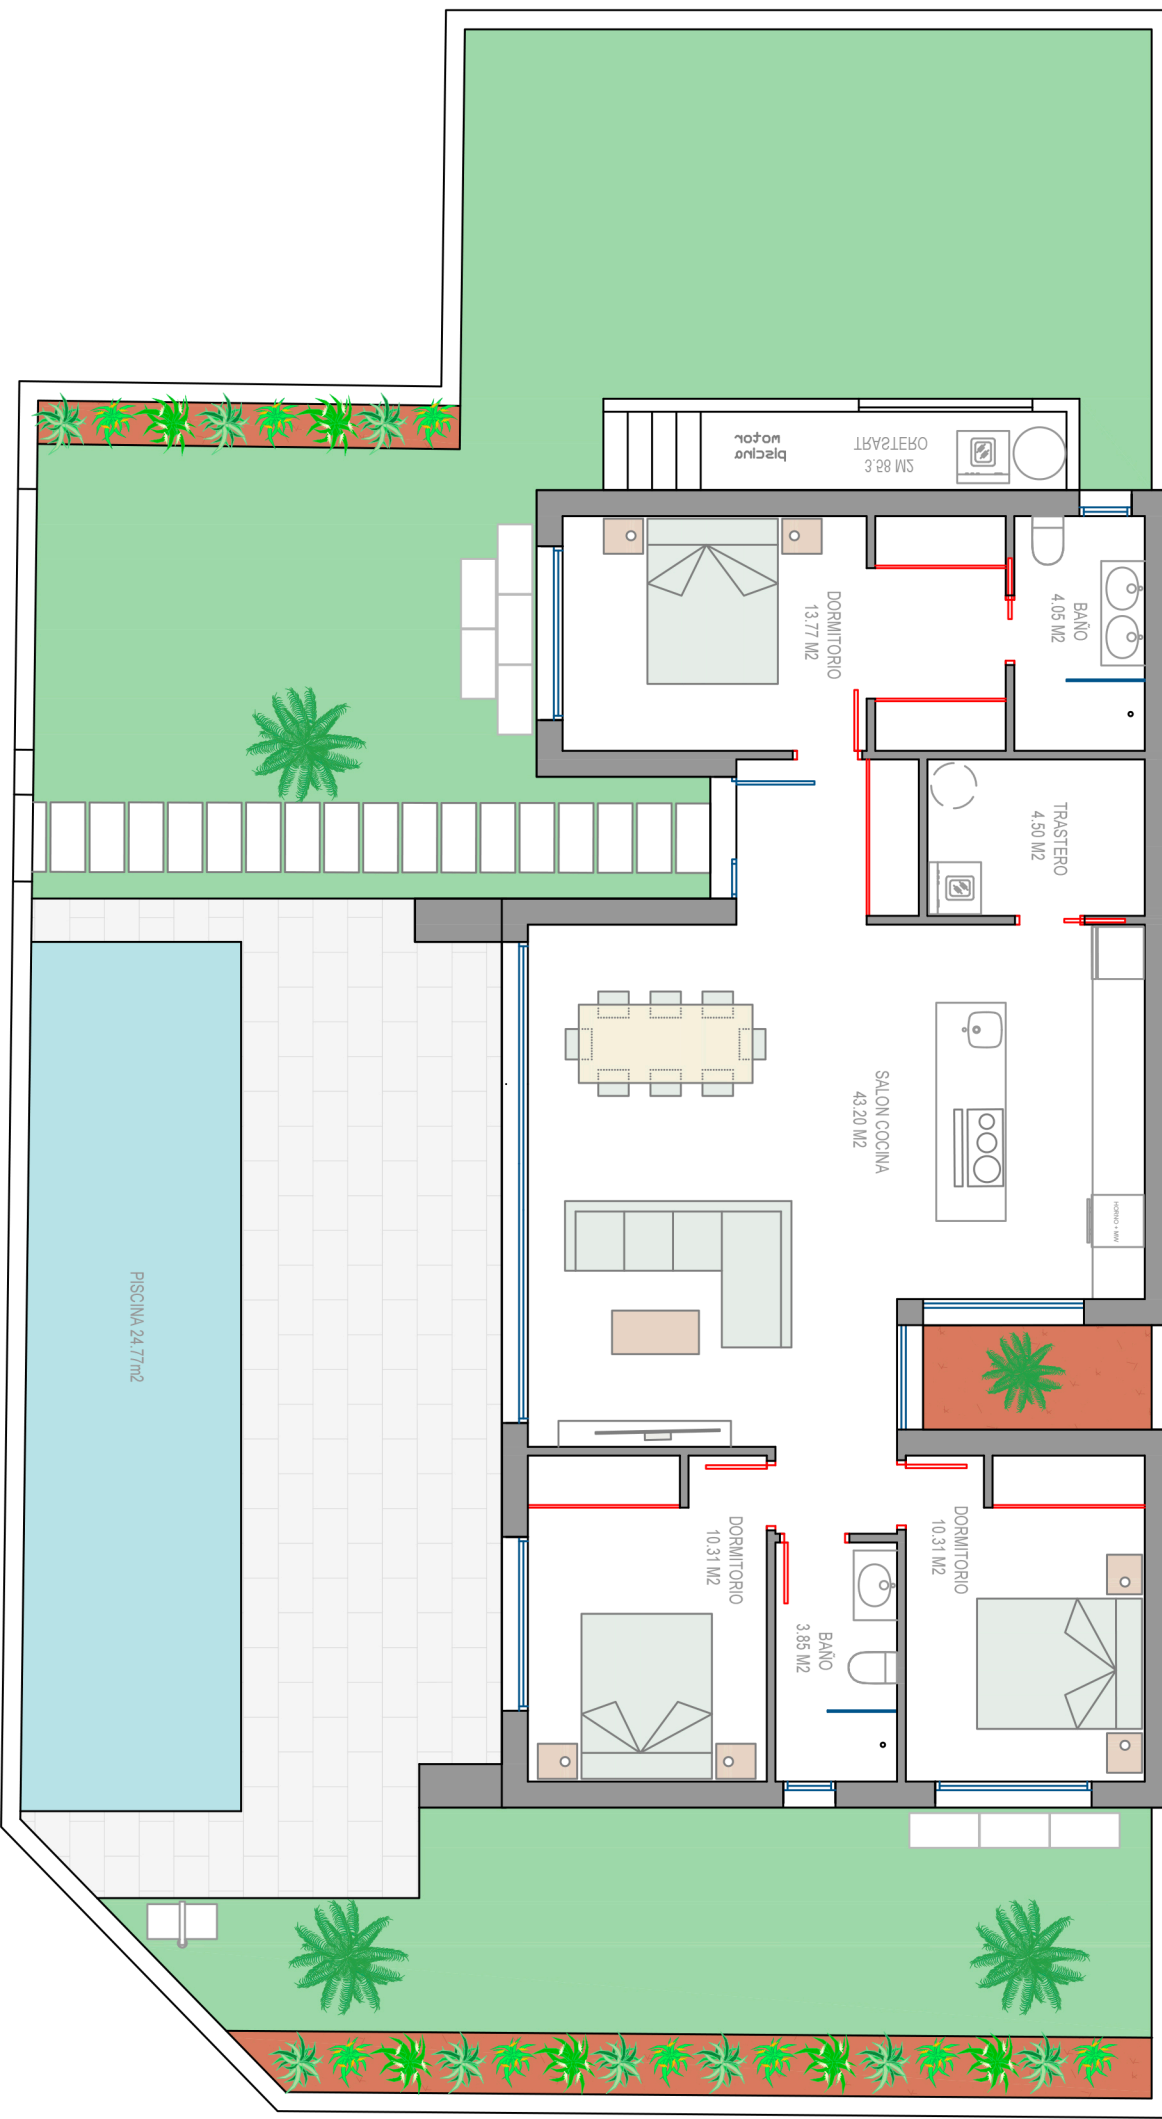 motor
piscina
TRASTERO
3.58 M2
DORMITORIO
13.77 M2
BAÑO
4.05 M2
TRASTERO
4.50 M2
SALON COCINA
43.20 M2
HORNO + MW
PISCINA 24.77m2
DORMITORIO
10.31 M2
DORMITORIO
10.31 M2
BAÑO
3.85 M2